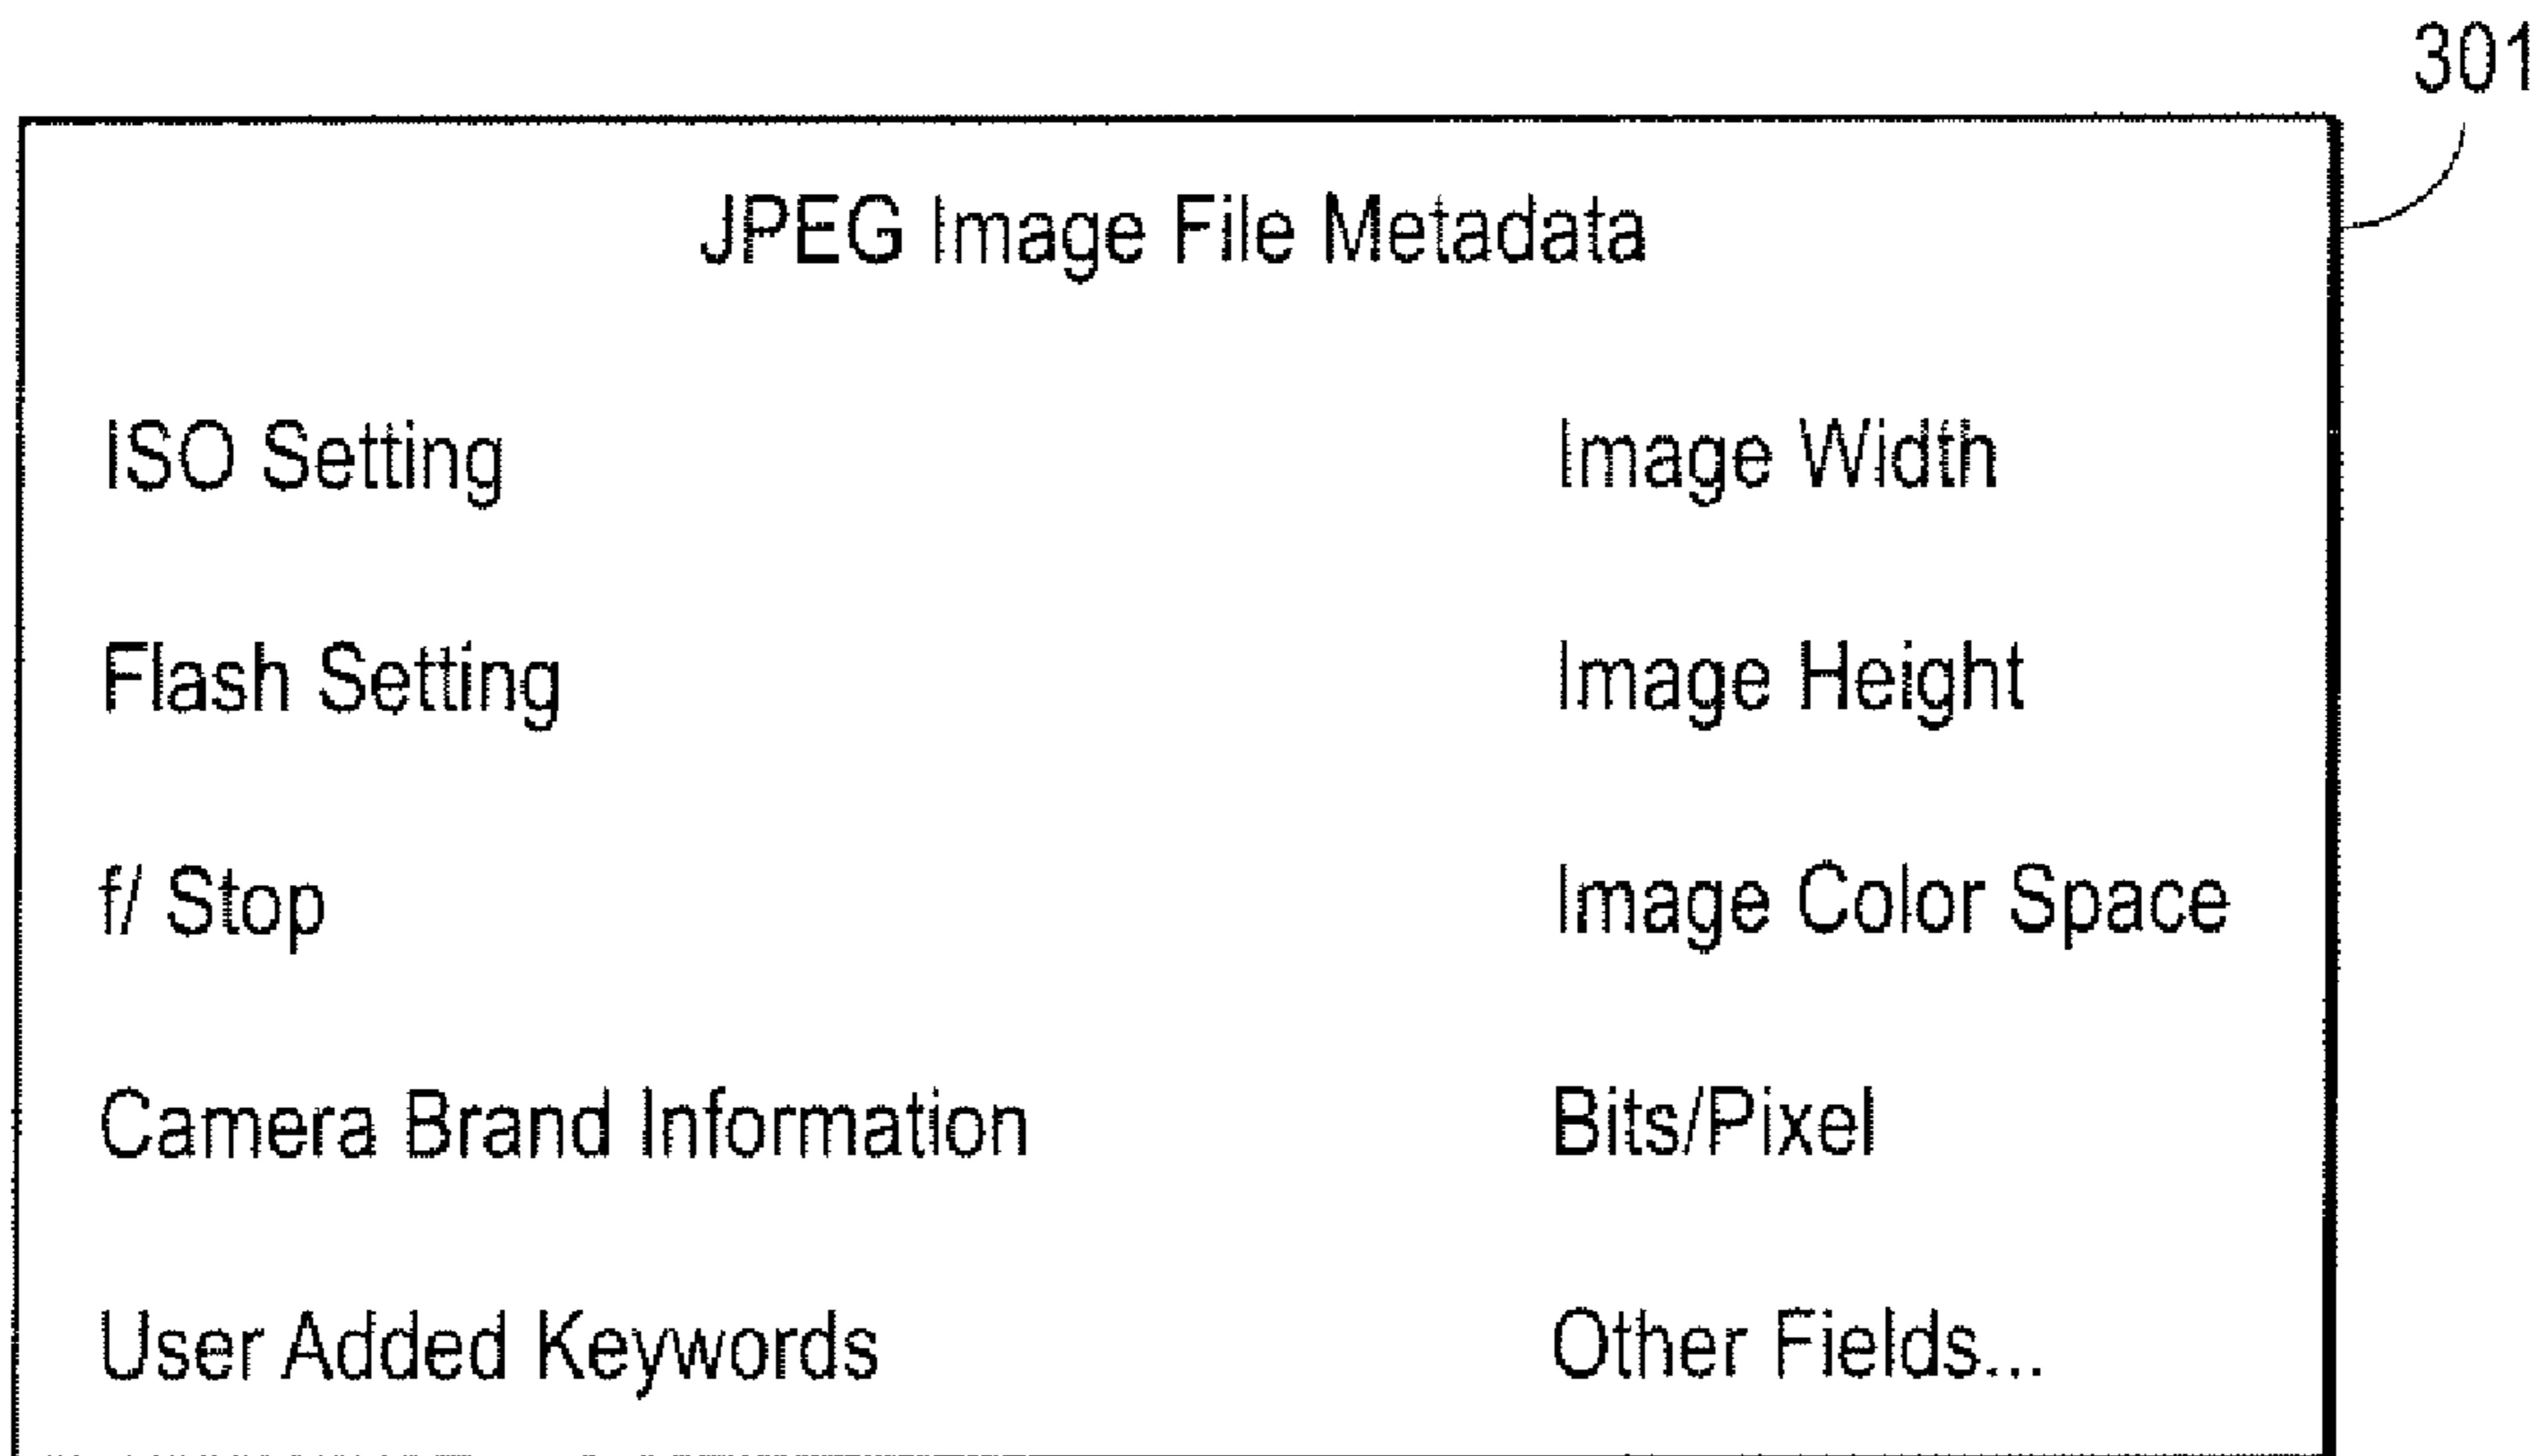 301
JPEG Image File Metadata
ISO Setting Image Width
Flash Setting Image Height
f/ Stop Image Color Space
Camera Brand Information Bits/Pixel
User Added Keywords Other Fields...